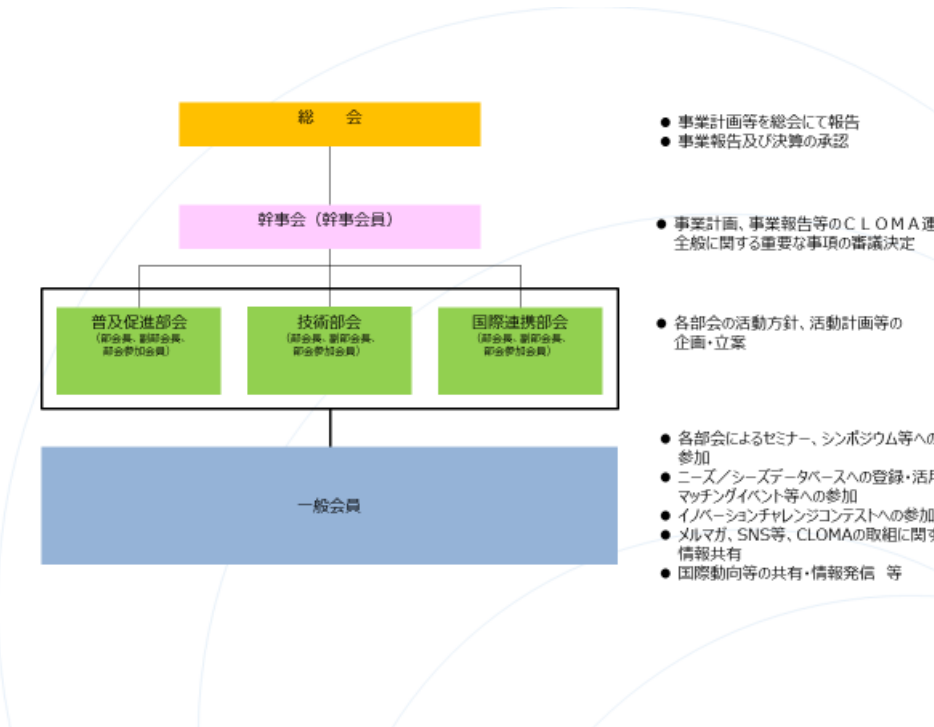 総　会
● 事業計画等を総会にて報告
● 事業報告及び決算の承認
幹事会（幹事会員）
● 事業計画、事業報告等のＣＬＯＭＡ運
全般に関する重要な事項の審議決定
普及促進部会
（部会長、副部会長、
部会参加会員）
技術部会
（部会長、副部会長、
部会参加会員）
国際連携部会
（部会長、副部会長、
部会参加会員）
● 各部会の活動方針、活動計画等の
企画・立案
一般会員
● 各部会によるセミナー、シンポジウム等への
参加
● ニーズ／シーズデータベースへの登録・活用
マッチングイベント等への参加
● イノベーションチャレンジコンテストへの参加
● メルマガ、SNS等、CLOMAの取組に関す
情報共有
● 国際動向等の共有・情報発信　等